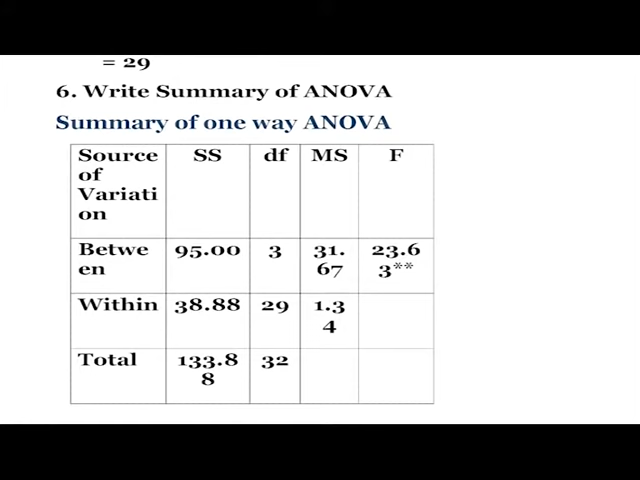 = 29
6. Write Summary of ANOVA
Summary of one way ANOVA
Source of Variati on SS df MS F
Betwe en 95.00 3 31. 67 23.6 3**
Within 38.88 29 1.3 4
Total 133.8 8 32